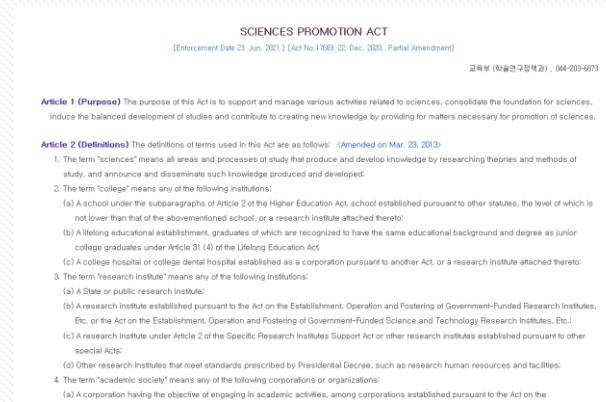 SCIENCES PROMOTION ACT
[Enforcement Date 23, Jun, 2021.] [Act No.17669, 22, Dec, 2020., Partial Amendment]
교육부 (학술연구정책과) , 044-203-6873
Article 1 (Purpose) The purpose of this Act is to support and manage various activities related to sciences, consolidate the foundation for sciences,
induce the balanced development of studies and contribute to creating new knowledge by providing for matters necessary for promotion of sciences.
Article 2 (Definitions) The definitions of terms used in this Act are as follows: <Amended on Mar. 23, 2013>
1. The term "sciences" means all areas and processes of study that produce and develop knowledge by researching theories and methods of
study, and announce and disseminate such knowledge produced and developed;
2. The term "college" means any of the following institutions:
(a) A school under the subparagraphs of Article 2 of the Higher Education Act, school established pursuant to other statutes, the level of which is
not lower than that of the abovementioned school, or a research institute attached thereto;
(b) A lifelong educational establishment, graduates of which are recognized to have the same educational background and degree as junior
college graduates under Article 31 (4) of the Lifelong Education Act;
(c) A college hospital or college dental hospital established as a corporation pursuant to another Act, or a research institute attached thereto;
3. The term "research institute" means any of the following institutions:
(a) A State or public research institute;
(b) A research institute established pursuant to the Act on the Establishment, Operation and Fostering of Government-Funded Research Institutes,
Etc. or the Act on the Establishment, Operation and Fostering of Government-Funded Science and Technology Research Institutes, Etc.;
(c) A research institute under Article 2 of the Specific Research Institutes Support Act or other research institutes established pursuant to other
special Acts;
(d) Other research institutes that meet standards prescribed by Presidential Decree, such as research human resources and facilities;
4. The term "academic society" means any of the following corporations or organizations:
(a) A corporation having the objective of engaging in academic activities, among corporations established pursuant to the Act on the